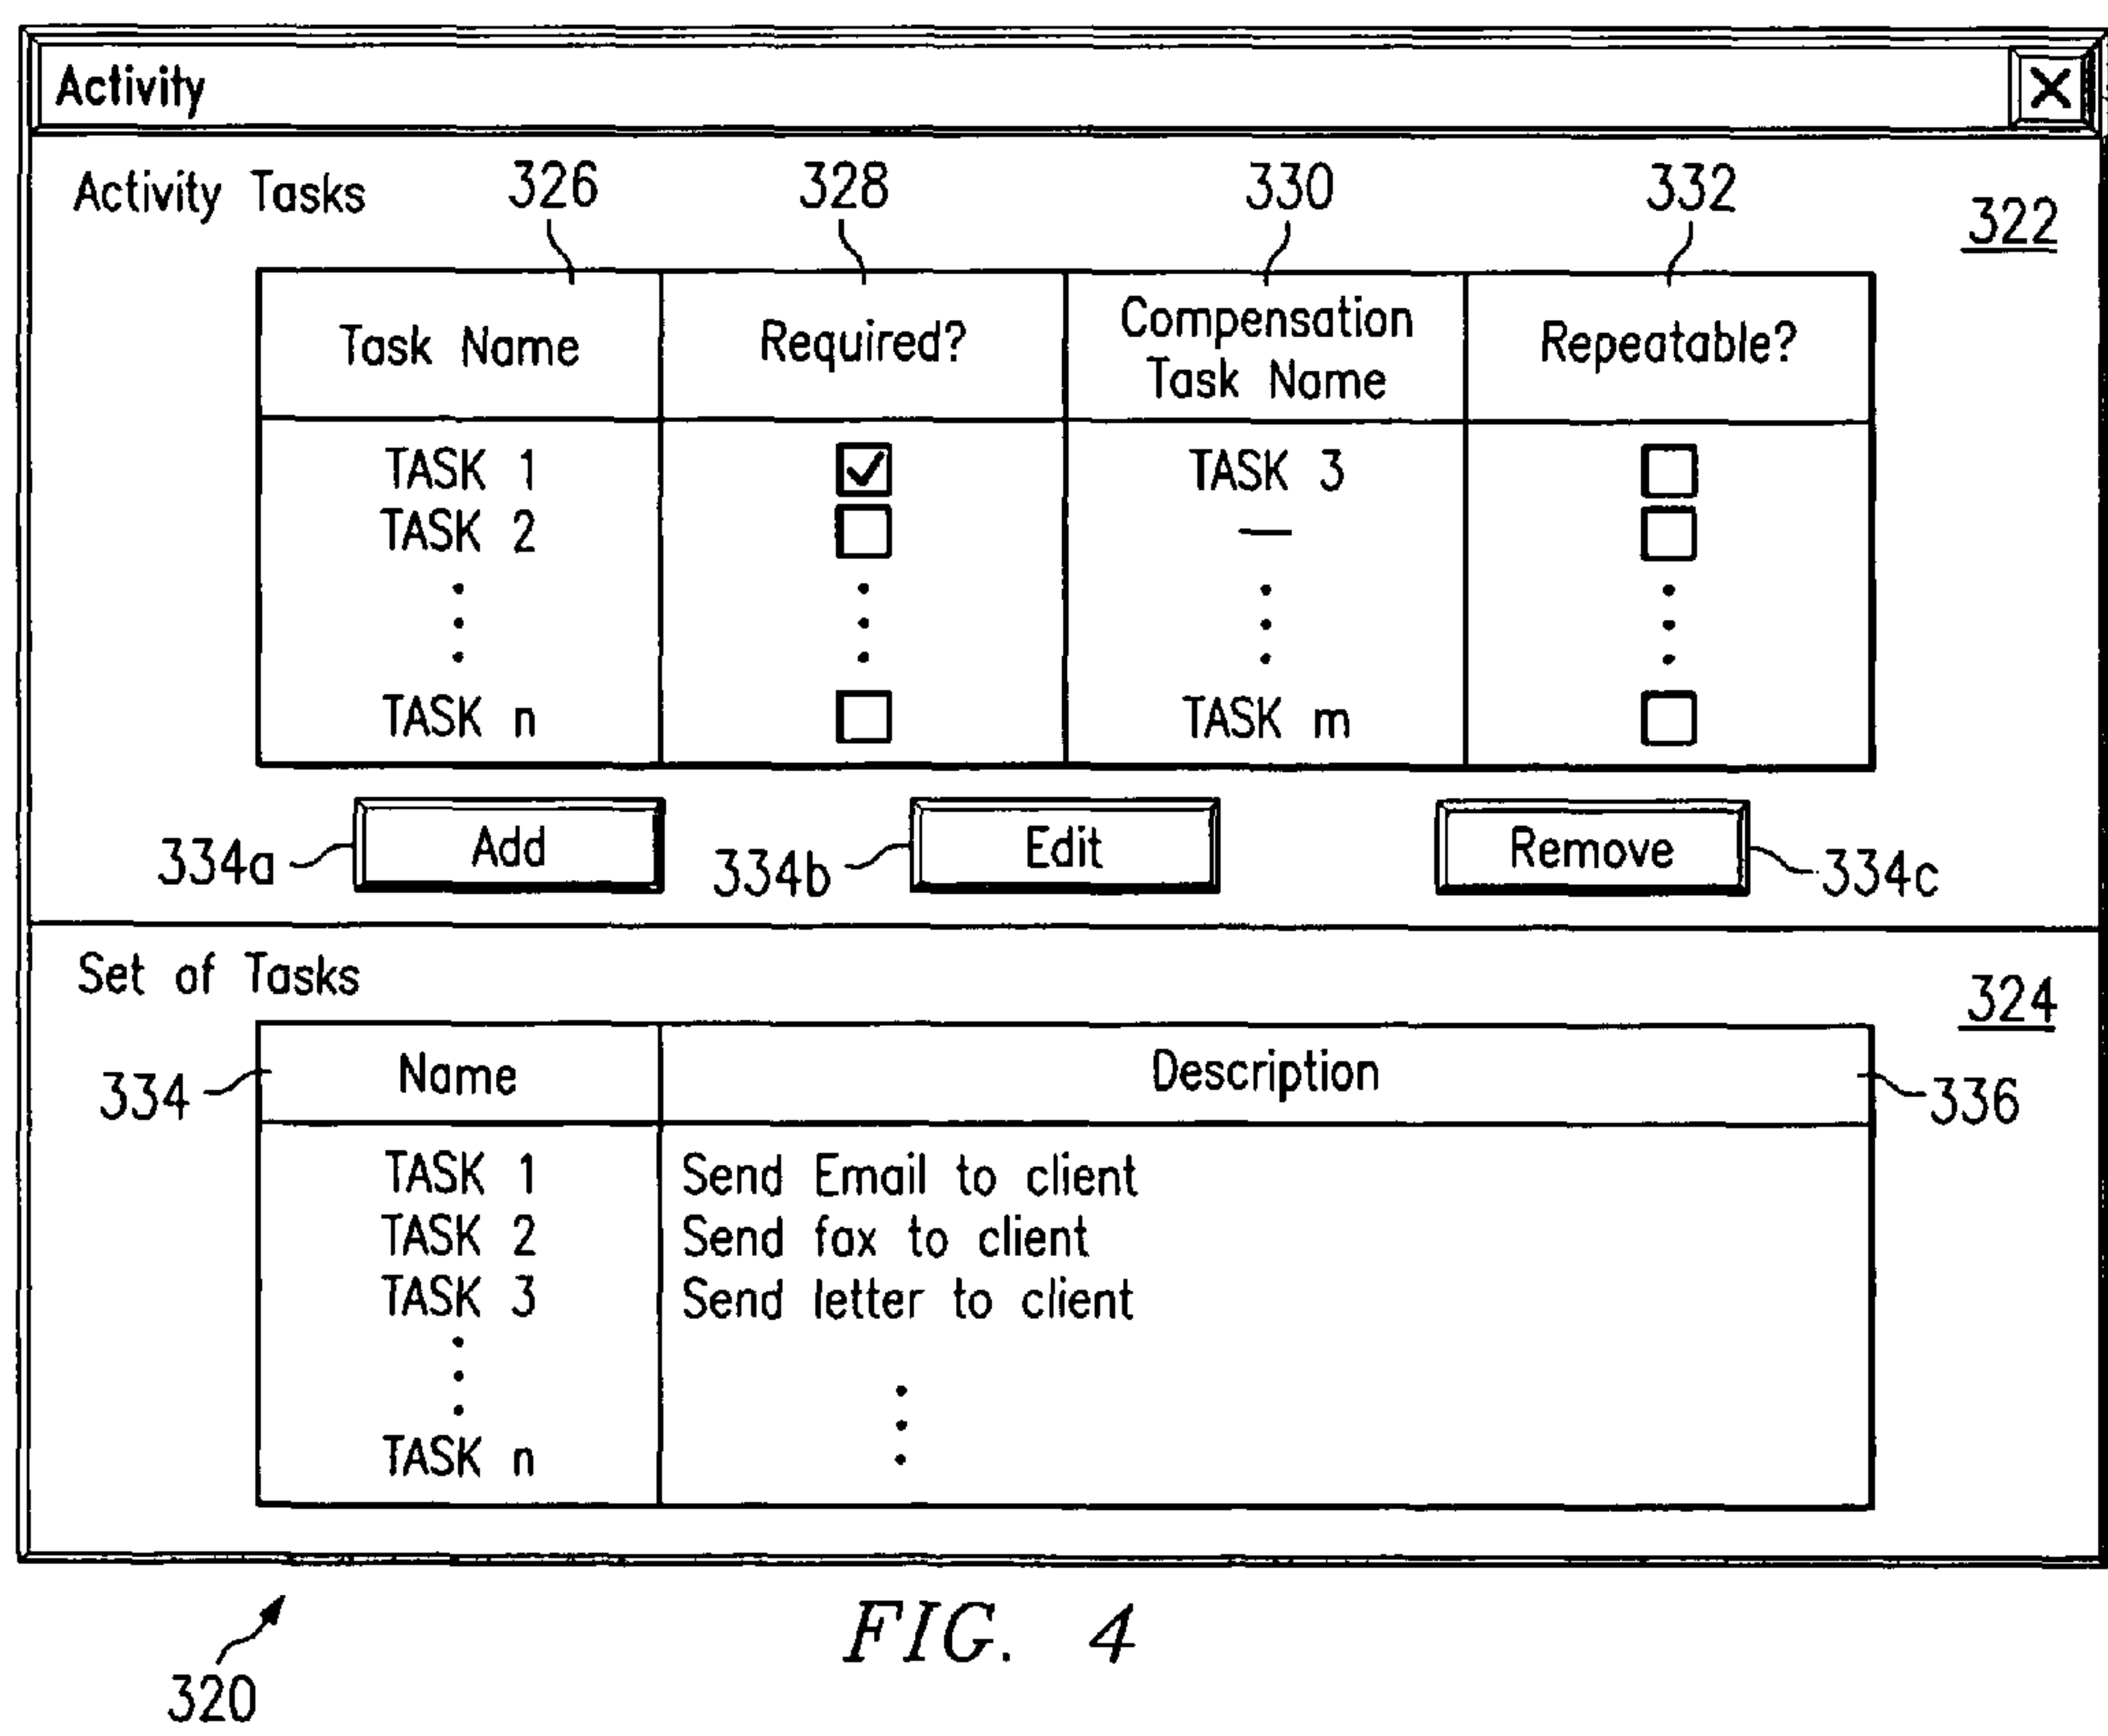 Activity
Activity Tasks
326 328 330 332
322
Task Name Required? Compensation Task Name Repeatable?
TASK 1 TASK 3
TASK 2 —
TASK n TASK m
334a Add 334b Edit Remove 334c
Set of Tasks
324
334 Name Description 336
TASK 1 Send Email to client
TASK 2 Send fax to client
TASK 3 Send letter to client
TASK n
320
FIG. 4